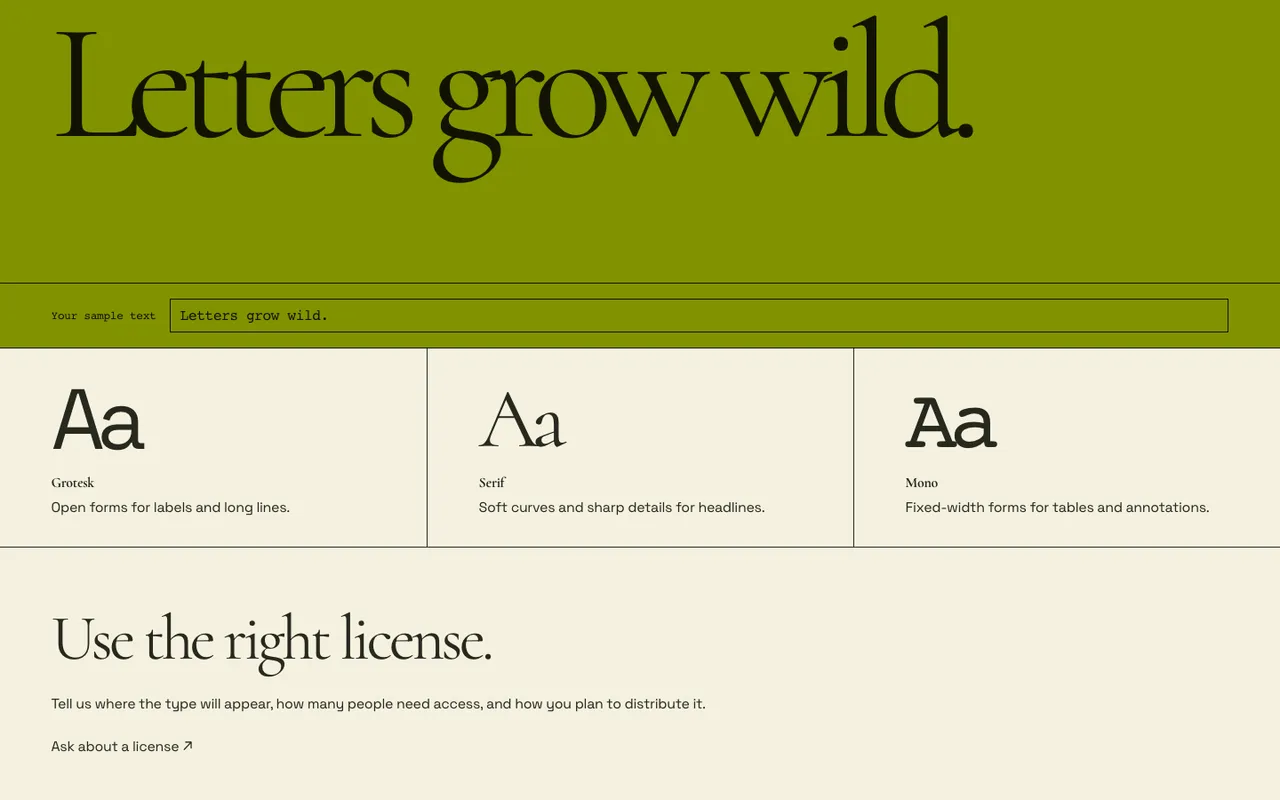 Letters grow wild.
Your sample text
Letters grow wild.
Aa
Grotesk
Open forms for labels and long lines.
Aa
Serif
Soft curves and sharp details for headlines.
Aa
Mono
Fixed-width forms for tables and annotations.
Use the right license.
Tell us where the type will appear, how many people need access, and how you plan to distribute it.
Ask about a license ↗